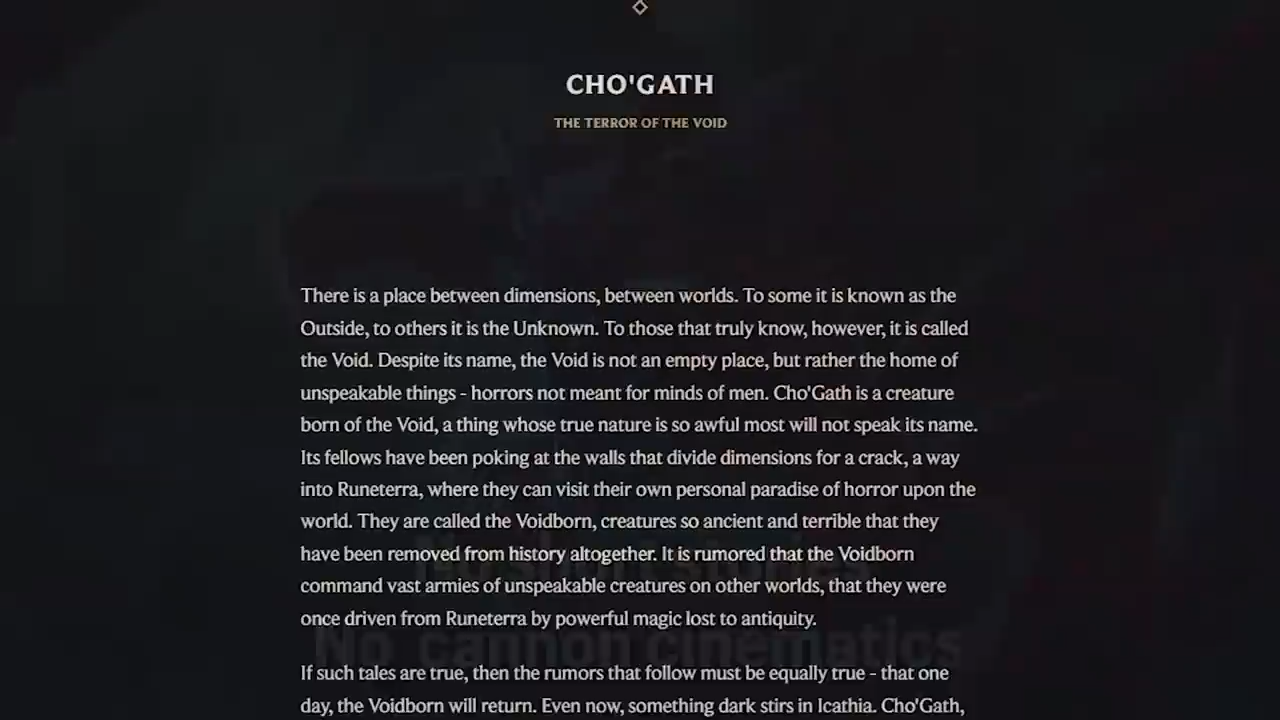 CHO'GATH
THE TERROR OF THE VOID
There is a place between dimensions, between worlds. To some it is known as the
Outside, to others it is the Unknown. To those that truly know, however, it is called
the Void. Despite its name, the Void is not an empty place, but rather the home of
unspeakable things - horrors not meant for minds of men. Cho'Gath is a creature
born of the Void, a thing whose true nature is so awful most will not speak its name.
Its fellows have been poking at the walls that divide dimensions for a crack, a way
into Runeterra, where they can visit their own personal paradise of horror upon the
world. They are called the Voidborn, creatures so ancient and terrible that they
have been removed from history altogether. It is rumored that the Voidborn
command vast armies of unspeakable creatures on other worlds, that they were
once driven from Runeterra by powerful magic lost to antiquity.
No cannon cinematics
If such tales are true, then the rumors that follow must be equally true - that one
day, the Voidborn will return. Even now, something dark stirs in Icathia. Cho'Gath,